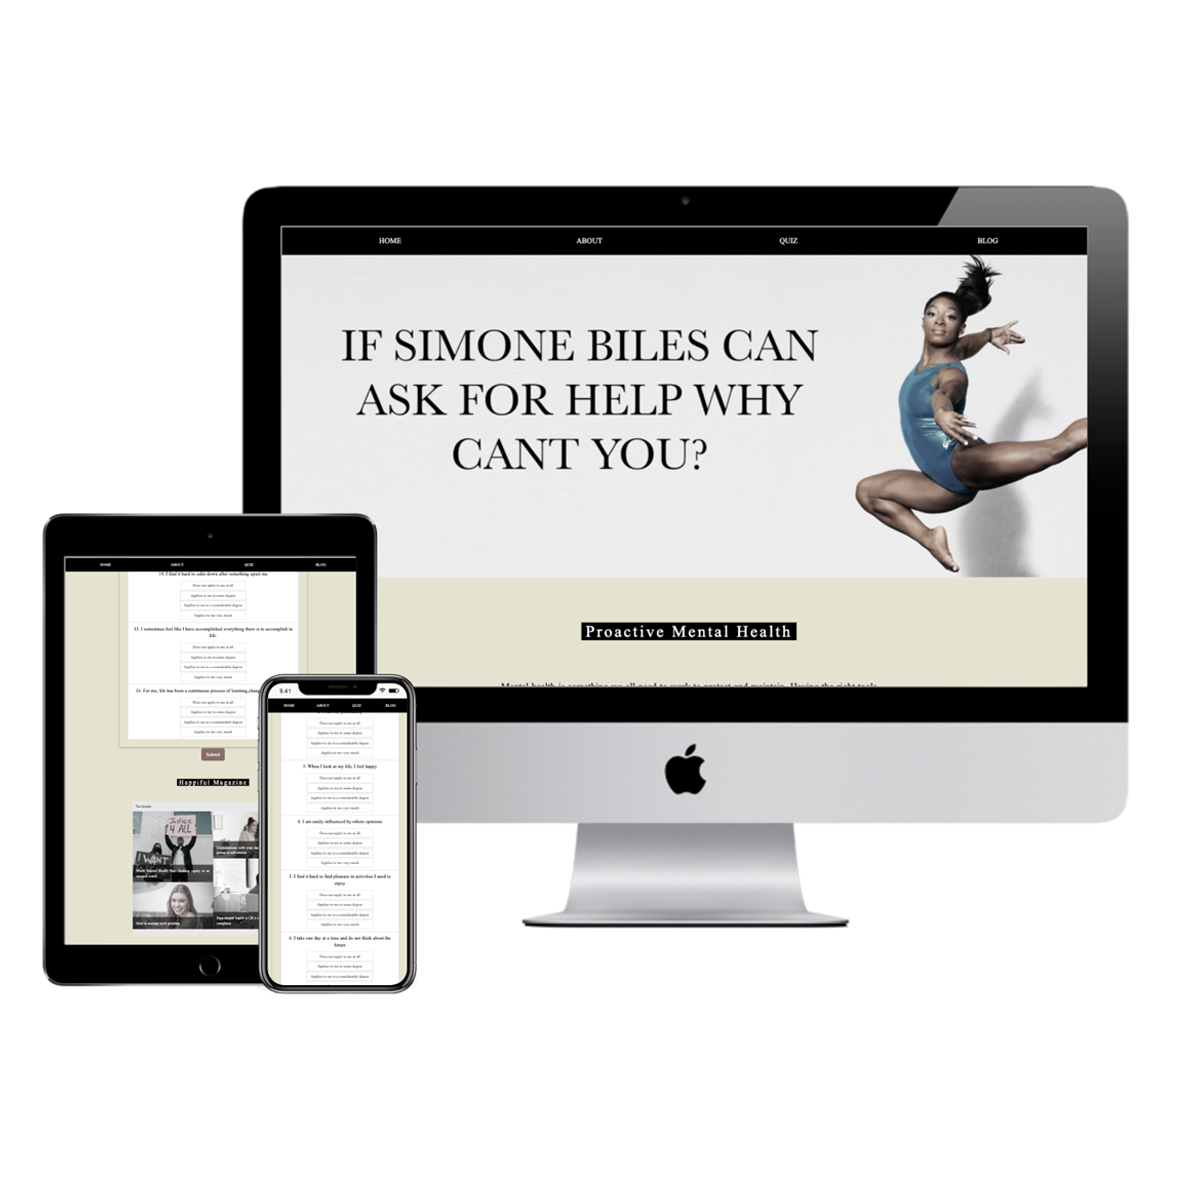 HOME ABOUT QUIZ BLOG
IF SIMONE BILES CAN
ASK FOR HELP WHY
CANT YOU?
Proactive Mental Health
Mental health is something we all need to work to protect and maintain. Having the right tools
HOME ABOUT QUIZ BLOG
14. I find it hard to calm down after something upset me
Does not apply to me at all
Applies to me to some degree
Applies to me to a considerable degree
Applies to me very much
15. I sometimes feel like I have accomplished everything there is to accomplish in
life.
Does not apply to me at all
Applies to me to some degree
Applies to me to a considerable degree
Applies to me very much
16. For me, life has been a continuous process of learning,
Does not apply to me at all
Applies to me to some degree
Applies to me to a considerable degree
Applies to me very much
Submit
Happiful Magazine
Justice
4 ALL
I WANT
How to manage
9:41
HOME ABOUT QUIZ BLOG
Does not apply to me at all
Applies to me to some degree
Applies to me to a considerable degree
Applies to me very much
3. When I look at my life, I feel happy
Does not apply to me at all
Applies to me to some degree
Applies to me to a considerable degree
Applies to me very much
4. I am easily influenced by others opinions
Does not apply to me at all
Applies to me to some degree
Applies to me to a considerable degree
Applies to me very much
5. I find it hard to find pleasure in activities I used to
enjoy
Does not apply to me at all
Applies to me to some degree
Applies to me to a considerable degree
Applies to me very much
6. I take one day at a time and do not think about the
future
Does not apply to me at all
Applies to me to some degree
Applies to me to a considerable degree